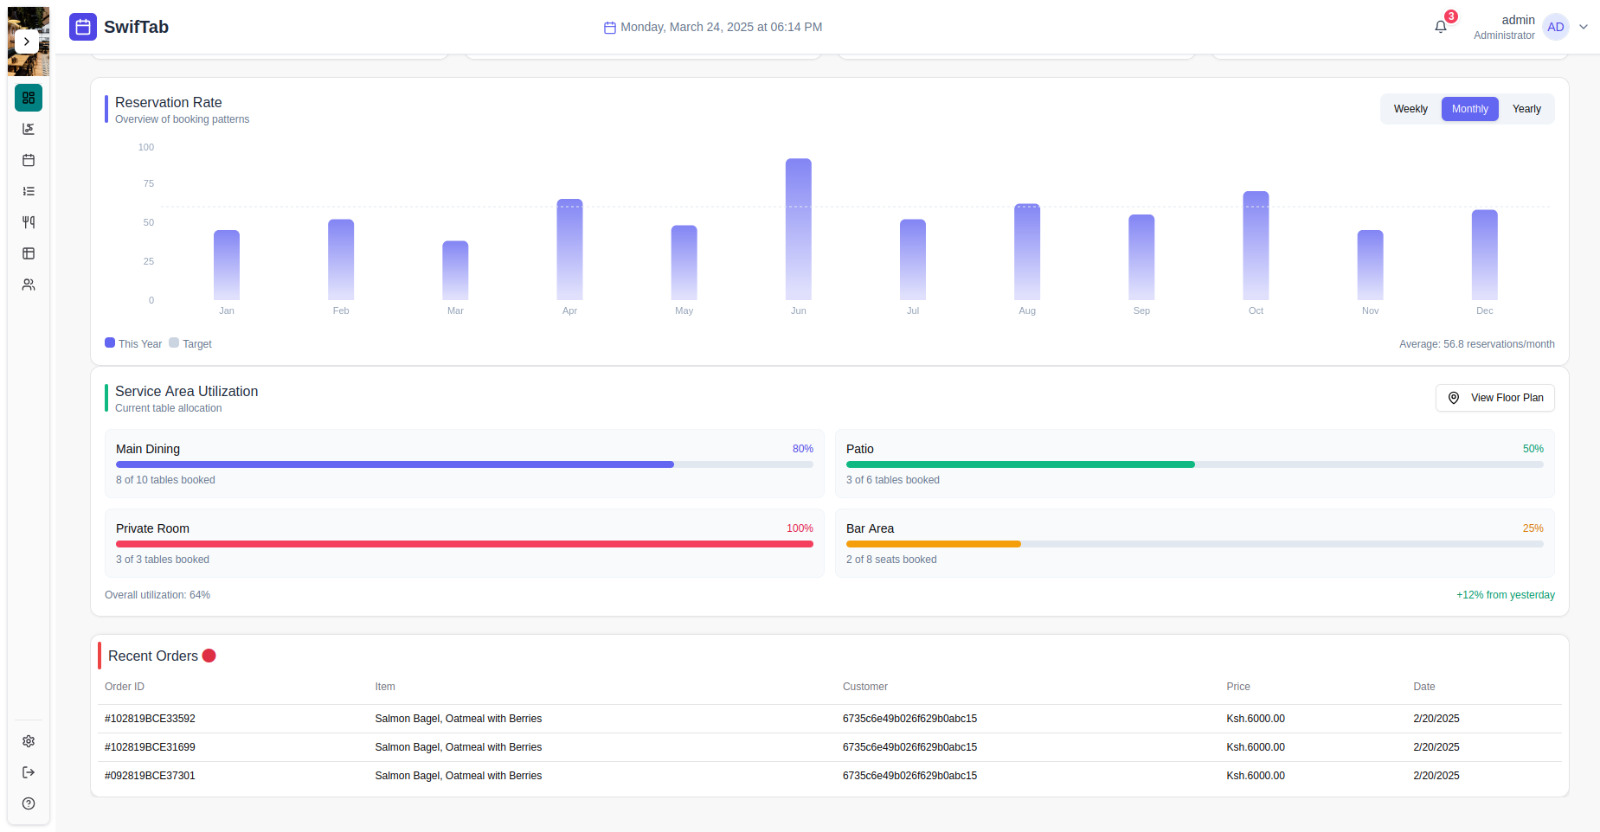 SwifTab
Monday, March 24, 2025 at 06:14 PM
3
admin
Administrator
AD
Reservation Rate
Overview of booking patterns
Weekly Monthly Yearly
100
75
50
25
0
Jan Feb Mar Apr May Jun Jul Aug Sep Oct Nov Dec
This Year Target
Average: 56.8 reservations/month
Service Area Utilization
Current table allocation
View Floor Plan
Main Dining 80%
8 of 10 tables booked
Patio 50%
3 of 6 tables booked
Private Room 100%
3 of 3 tables booked
Bar Area 25%
2 of 8 seats booked
Overall utilization: 64%
+12% from yesterday
Recent Orders
Order ID Item Customer Price Date
#102819BCE33592 Salmon Bagel, Oatmeal with Berries 6735c6e49b026f629b0abc15 Ksh.6000.00 2/20/2025
#102819BCE31699 Salmon Bagel, Oatmeal with Berries 6735c6e49b026f629b0abc15 Ksh.6000.00 2/20/2025
#092819BCE37301 Salmon Bagel, Oatmeal with Berries 6735c6e49b026f629b0abc15 Ksh.6000.00 2/20/2025